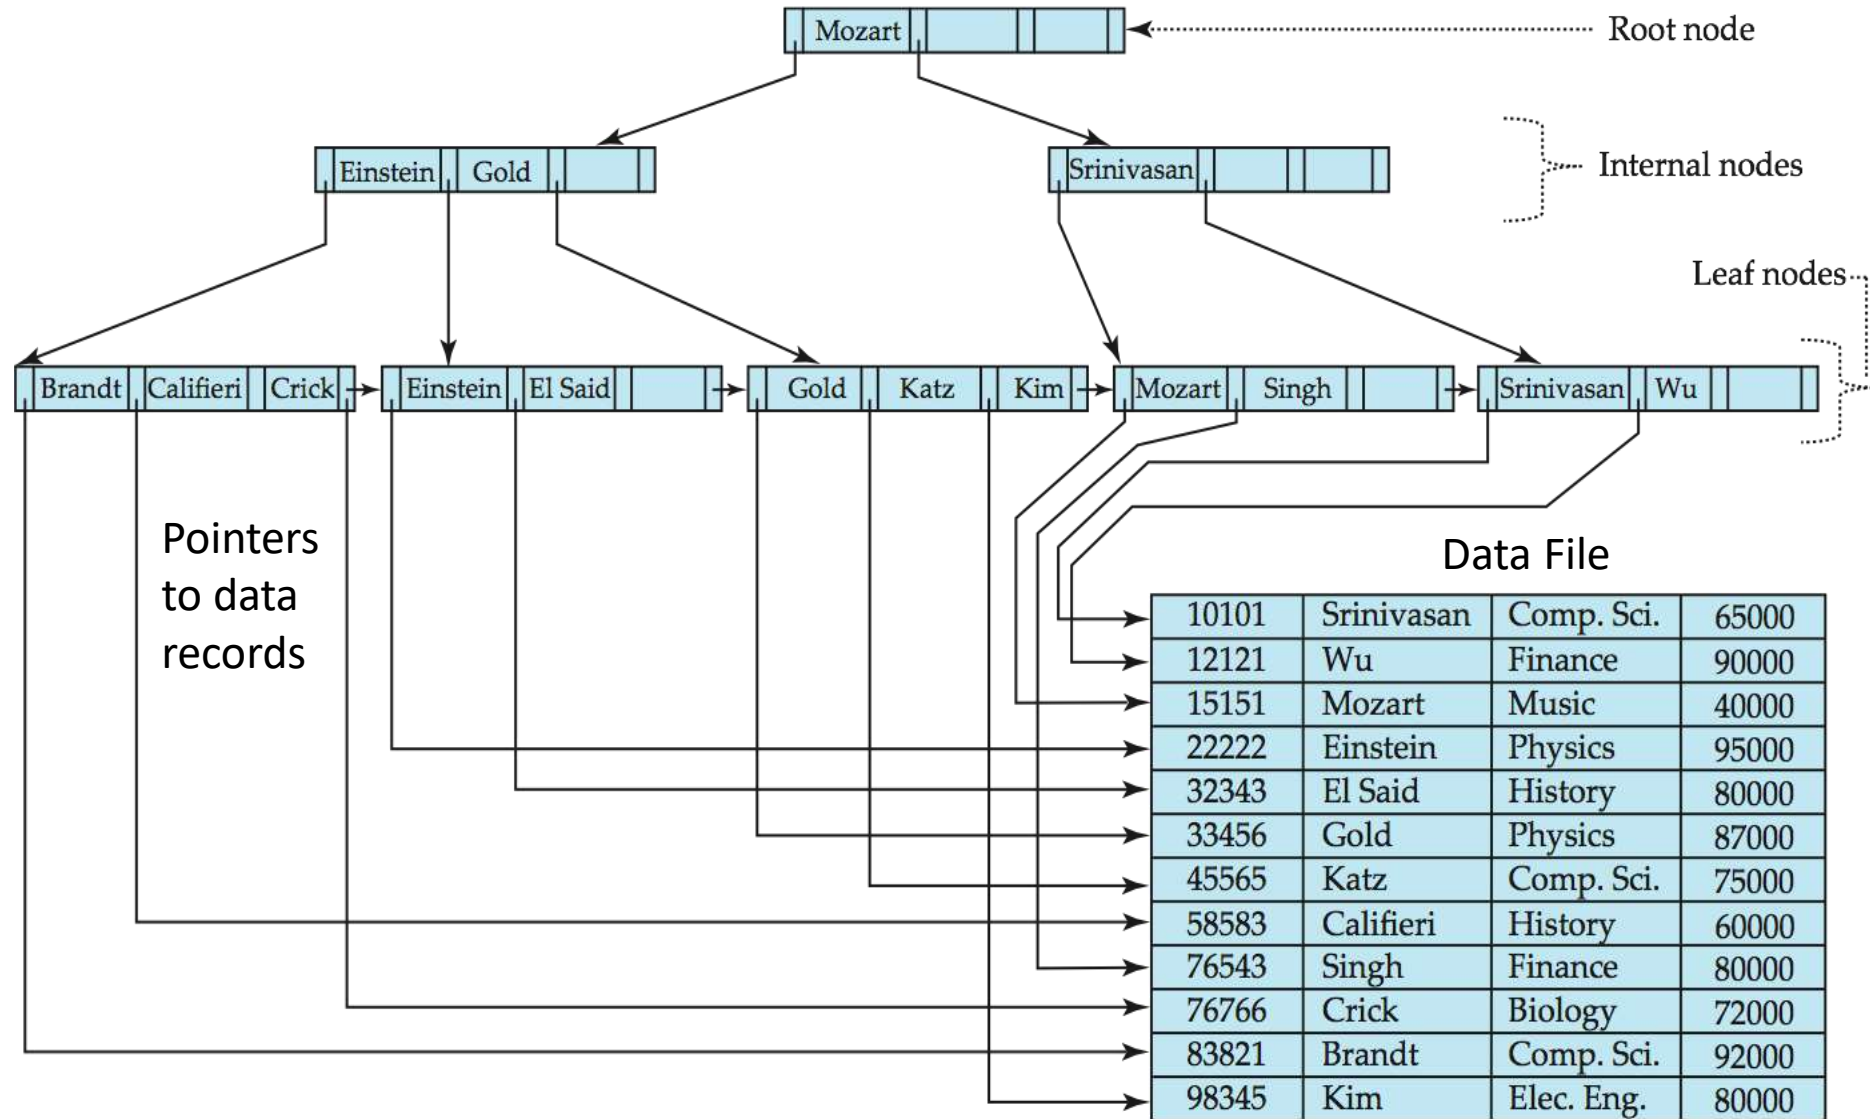 Mozart
Root node
Einstein Gold
Srinivasan
Internal nodes
Leaf nodes
Brandt Califieri Crick
Einstein El Said
Gold Katz Kim
Mozart Singh
Srinivasan Wu
Pointers
to data
records
Data File
10101 Srinivasan Comp. Sci. 65000
12121 Wu Finance 90000
15151 Mozart Music 40000
22222 Einstein Physics 95000
32343 El Said History 80000
33456 Gold Physics 87000
45565 Katz Comp. Sci. 75000
58583 Califieri History 60000
76543 Singh Finance 80000
76766 Crick Biology 72000
83821 Brandt Comp. Sci. 92000
98345 Kim Elec. Eng. 80000